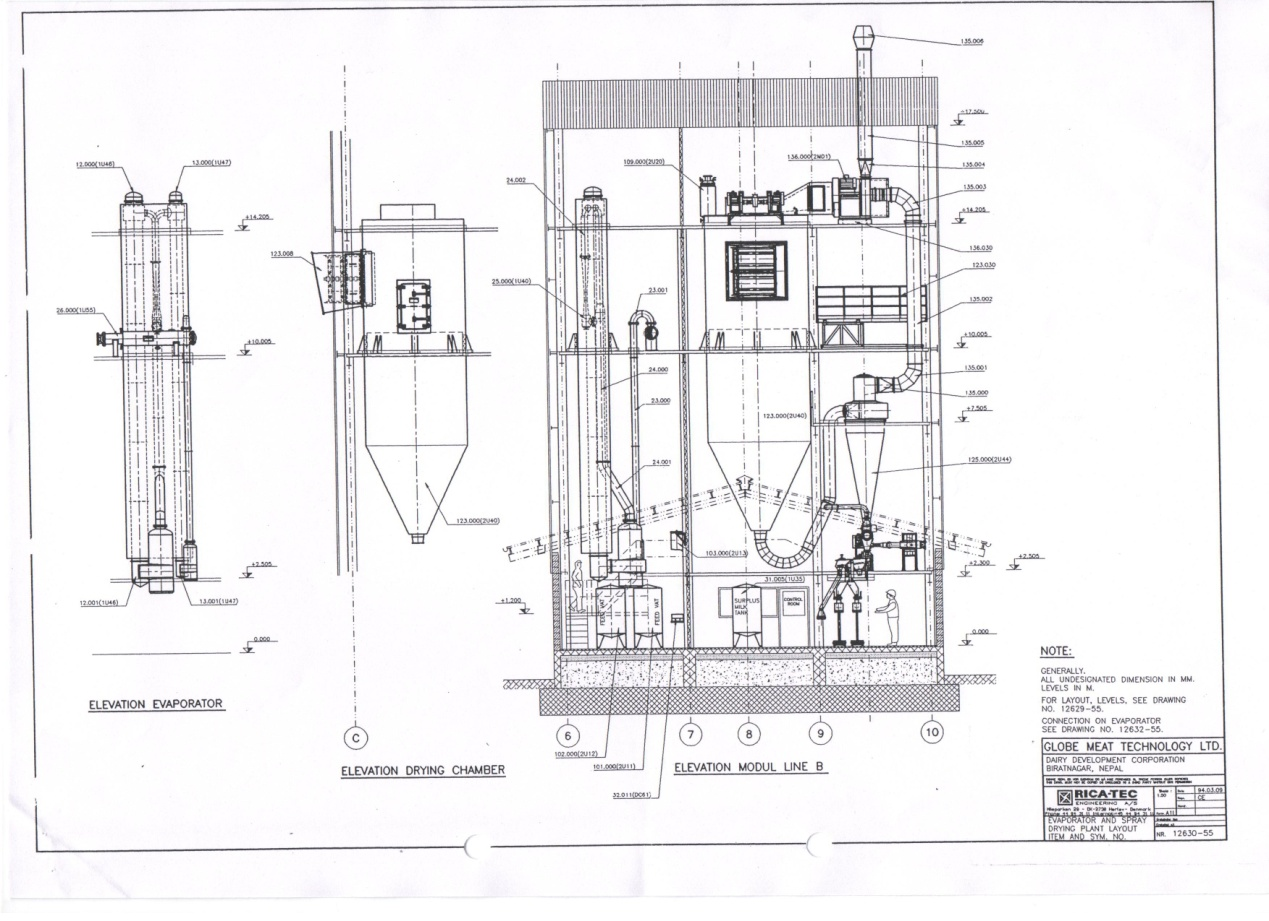 12.000(1U46)
13.000(1U47)
+14.205
26.000(1U55)
+10.005
+2.505
12.001(1U46)
13.001(1U47)
0.000
ELEVATION EVAPORATOR
123.008
123.000(2U40)
C
ELEVATION DRYING CHAMBER
135.006
+17.500
135.005
135.004
135.003
+14.205
136.030
123.030
135.002
+10.005
135.001
135.000
+7.505
125.000(2U44)
+2.505
+2.300
0.000
109.000(2U20)
136.000(2M01)
24.002
25.000(1U40)
23.001
24.000
23.000
24.001
123.000(2U40)
103.000(2U13)
31.005(1U35)
+1.200
FEED VAT
FEED VAT
SURPLUS
MILK
TANK
CONTROL
ROOM
6
7
8
9
10
102.000(2U12)
101.000(2U11)
32.011(DC61)
ELEVATION MODUL LINE B
NOTE:
GENERALLY.
ALL UNDESIGNATED DIMENSION IN MM.
LEVELS IN M.
FOR LAYOUT, LEVELS, SEE DRAWING
NO. 12629-55.
CONNECTION ON EVAPORATOR
SEE DRAWING NO. 12632-55.
GLOBE MEAT TECHNOLOGY LTD.
DAIRY DEVELOPMENT CORPORATION
BIRATNAGAR, NEPAL
RICA-TEC
ENGINEERING A/S
94.03.09
CE
EVAPORATOR AND SPRAY
DRYING PLANT LAYOUT
ITEM AND SYM. NO.
NR. 12630-55